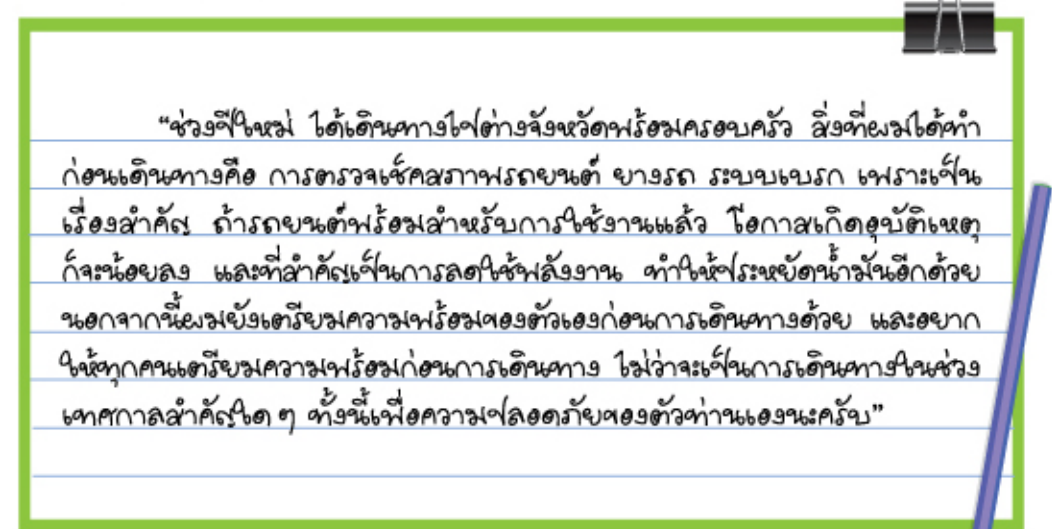 “ช่วงปีใหม่ ได้เดินทางไปต่างจังหวัดพร้อมครอบครัว สิ่งที่ผมได้ทำ
ก่อนเดินทางคือ การตรวจเช็คสภาพรถยนต์ ยางรถ ระบบเบรก เพราะเป็น
เรื่องสำคัญ ถ้ารถยนต์พร้อมสำหรับการใช้งานแล้ว โอกาสเกิดอุบัติเหตุ
ก็จะน้อยลง และที่สำคัญเป็นการลดใช้พลังงาน ทำให้ประหยัดน้ำมันอีกด้วย
นอกจากนี้ผมยังเตรียมความพร้อมของตัวเองก่อนการเดินทางด้วย และอยาก
ให้ทุกคนเตรียมความพร้อมก่อนการเดินทาง ไม่ว่าจะเป็นการเดินทางในช่วง
เทศกาลสำคัญใด ๆ ทั้งนี้เพื่อความปลอดภัยของตัวท่านเองนะครับ”